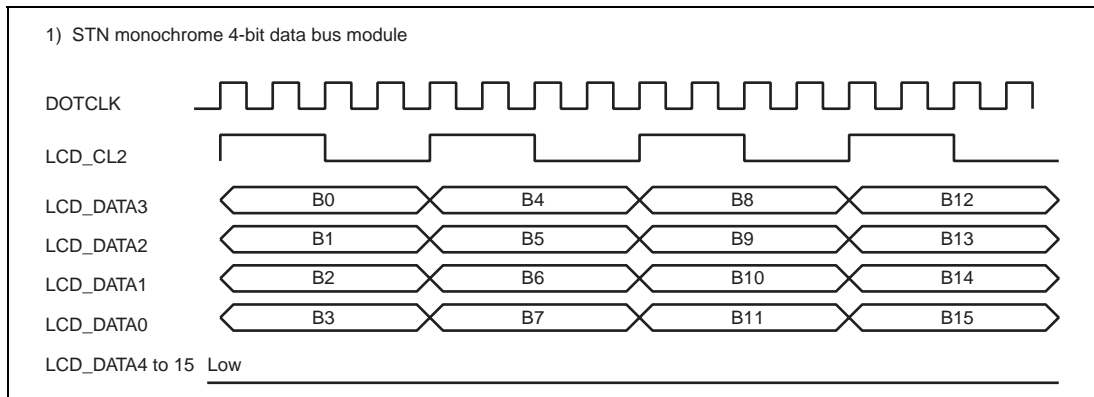 1) STN monochrome 4-bit data bus module
DOTCLK
LCD_CL2
LCD_DATA3 B0 B4 B8 B12
LCD_DATA2 B1 B5 B9 B13
LCD_DATA1 B2 B6 B10 B14
LCD_DATA0 B3 B7 B11 B15
LCD_DATA4 to 15 Low